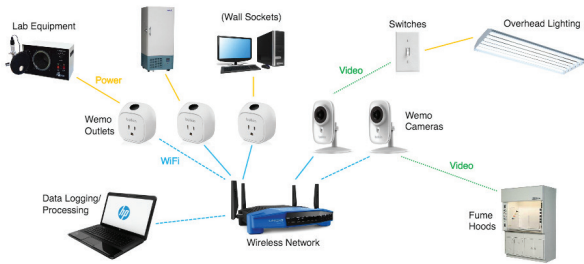 Lab Equipment
(Wall Sockets)
Switches
Overhead Lighting
Power
Video
Wemo
Outlets
Wemo
Cameras
WiFi
Video
Data Logging/
Processing
hp
Wireless Network
Fume
Hoods